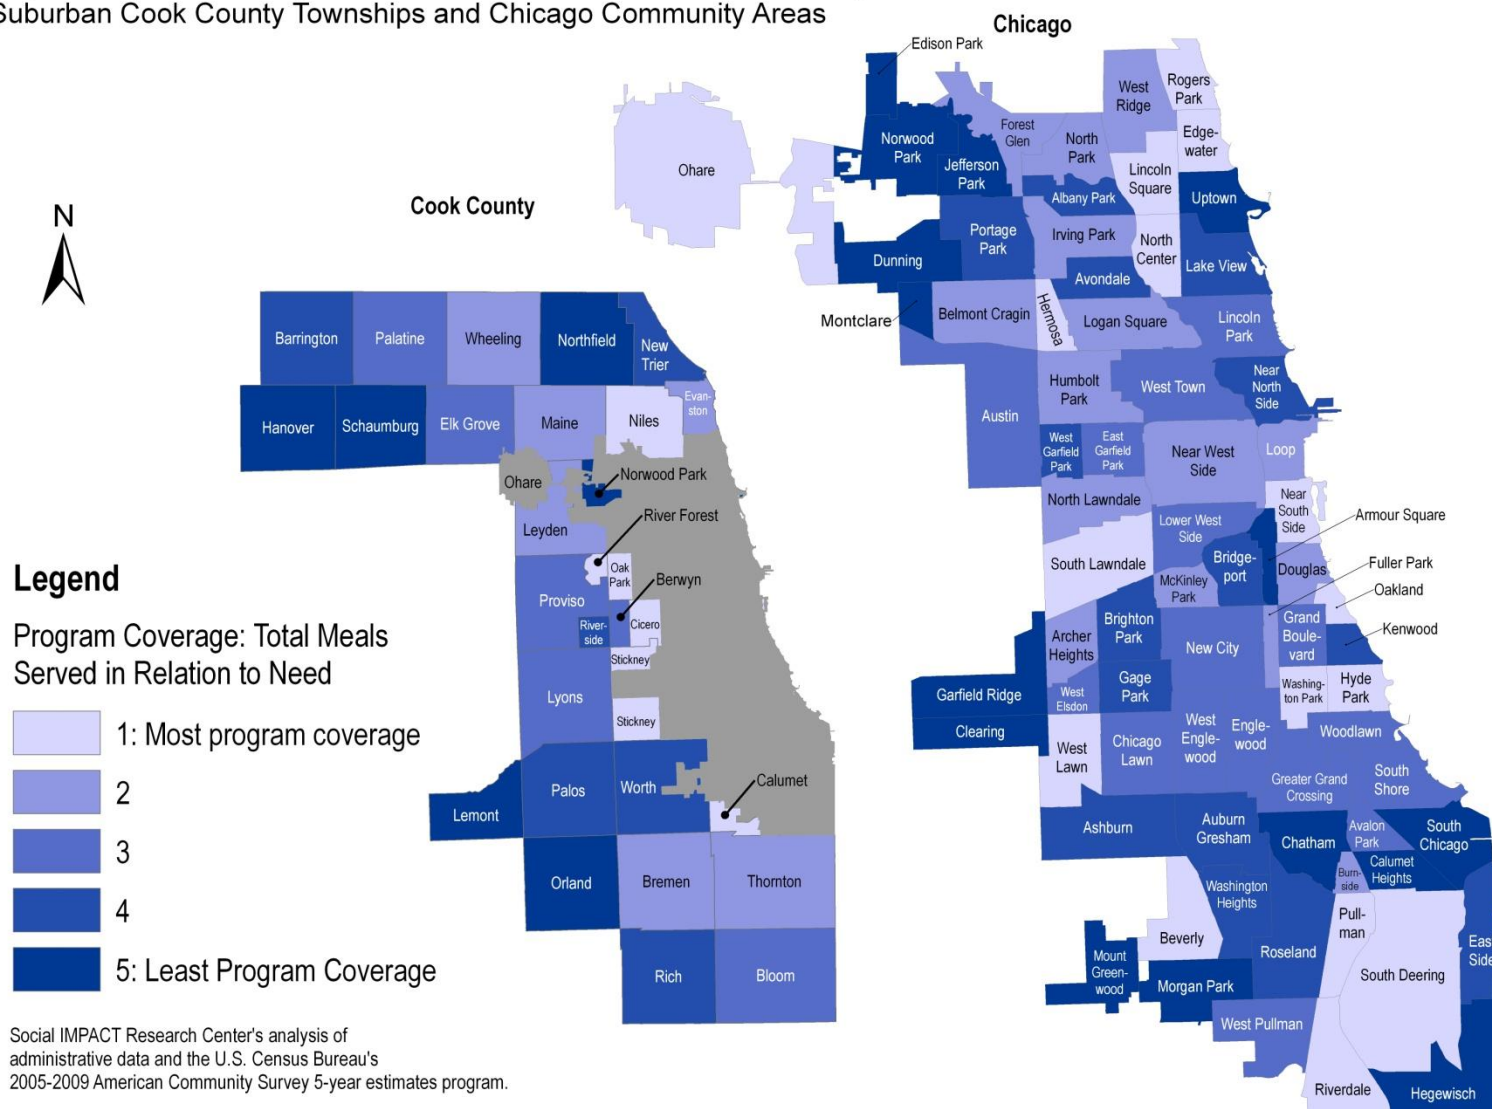 Suburban Cook County Townships and Chicago Community Areas
Chicago
Edison Park
West
Ridge
Rogers
Park
Forest
Glen
Norwood
Park
North
Park
Edge-
water
Jefferson
Park
Lincoln
Square
Ohare
Albany Park
Uptown
Cook County
N
Portage
Park
Irving Park
North
Center
Dunning
Lake View
Avondale
Montclare
Belmont Cragin
Hermosa
Logan Square
Lincoln
Park
Barrington
Palatine
Wheeling
Northfield
New
Trier
Humbolt
Park
West Town
Near
North
Side
Hanover
Schaumburg
Elk Grove
Maine
Niles
Evan-
ston
Austin
West
Garfield
Park
East
Garfield
Park
Near West
Side
Loop
Ohare
Norwood Park
North Lawndale
Near
South
Side
River Forest
Leyden
Lower West
Side
Armour Square
South Lawndale
Bridge-
port
Douglas
Fuller Park
Oak
Park
Berwyn
McKinley
Park
Oakland
Proviso
River-
side
Cicero
Brighton
Park
Grand
Boule-
vard
Kenwood
Archer
Heights
New City
Stickney
Lyons
Garfield Ridge
West
Elsdon
Gage
Park
Washing-
ton Park
Hyde
Park
Stickney
Clearing
West
Lawn
Chicago
Lawn
West
Engle-
wood
Engle-
wood
Woodlawn
Palos
Worth
Calumet
Greater Grand
Crossing
South
Shore
Lemont
Ashburn
Auburn
Gresham
Chatham
Avalon
Park
South
Chicago
Orland
Bremen
Thornton
Burn-
side
Calumet
Heights
Washington
Heights
Pull-
man
Beverly
Roseland
Eas
Side
Rich
Bloom
Mount
Green-
wood
Morgan Park
South Deering
West Pullman
Riverdale
Hegewisch
Legend
Program Coverage: Total Meals
Served in Relation to Need
1: Most program coverage
2
3
4
5: Least Program Coverage
Social IMPACT Research Center's analysis of
administrative data and the U.S. Census Bureau's
2005-2009 American Community Survey 5-year estimates program.